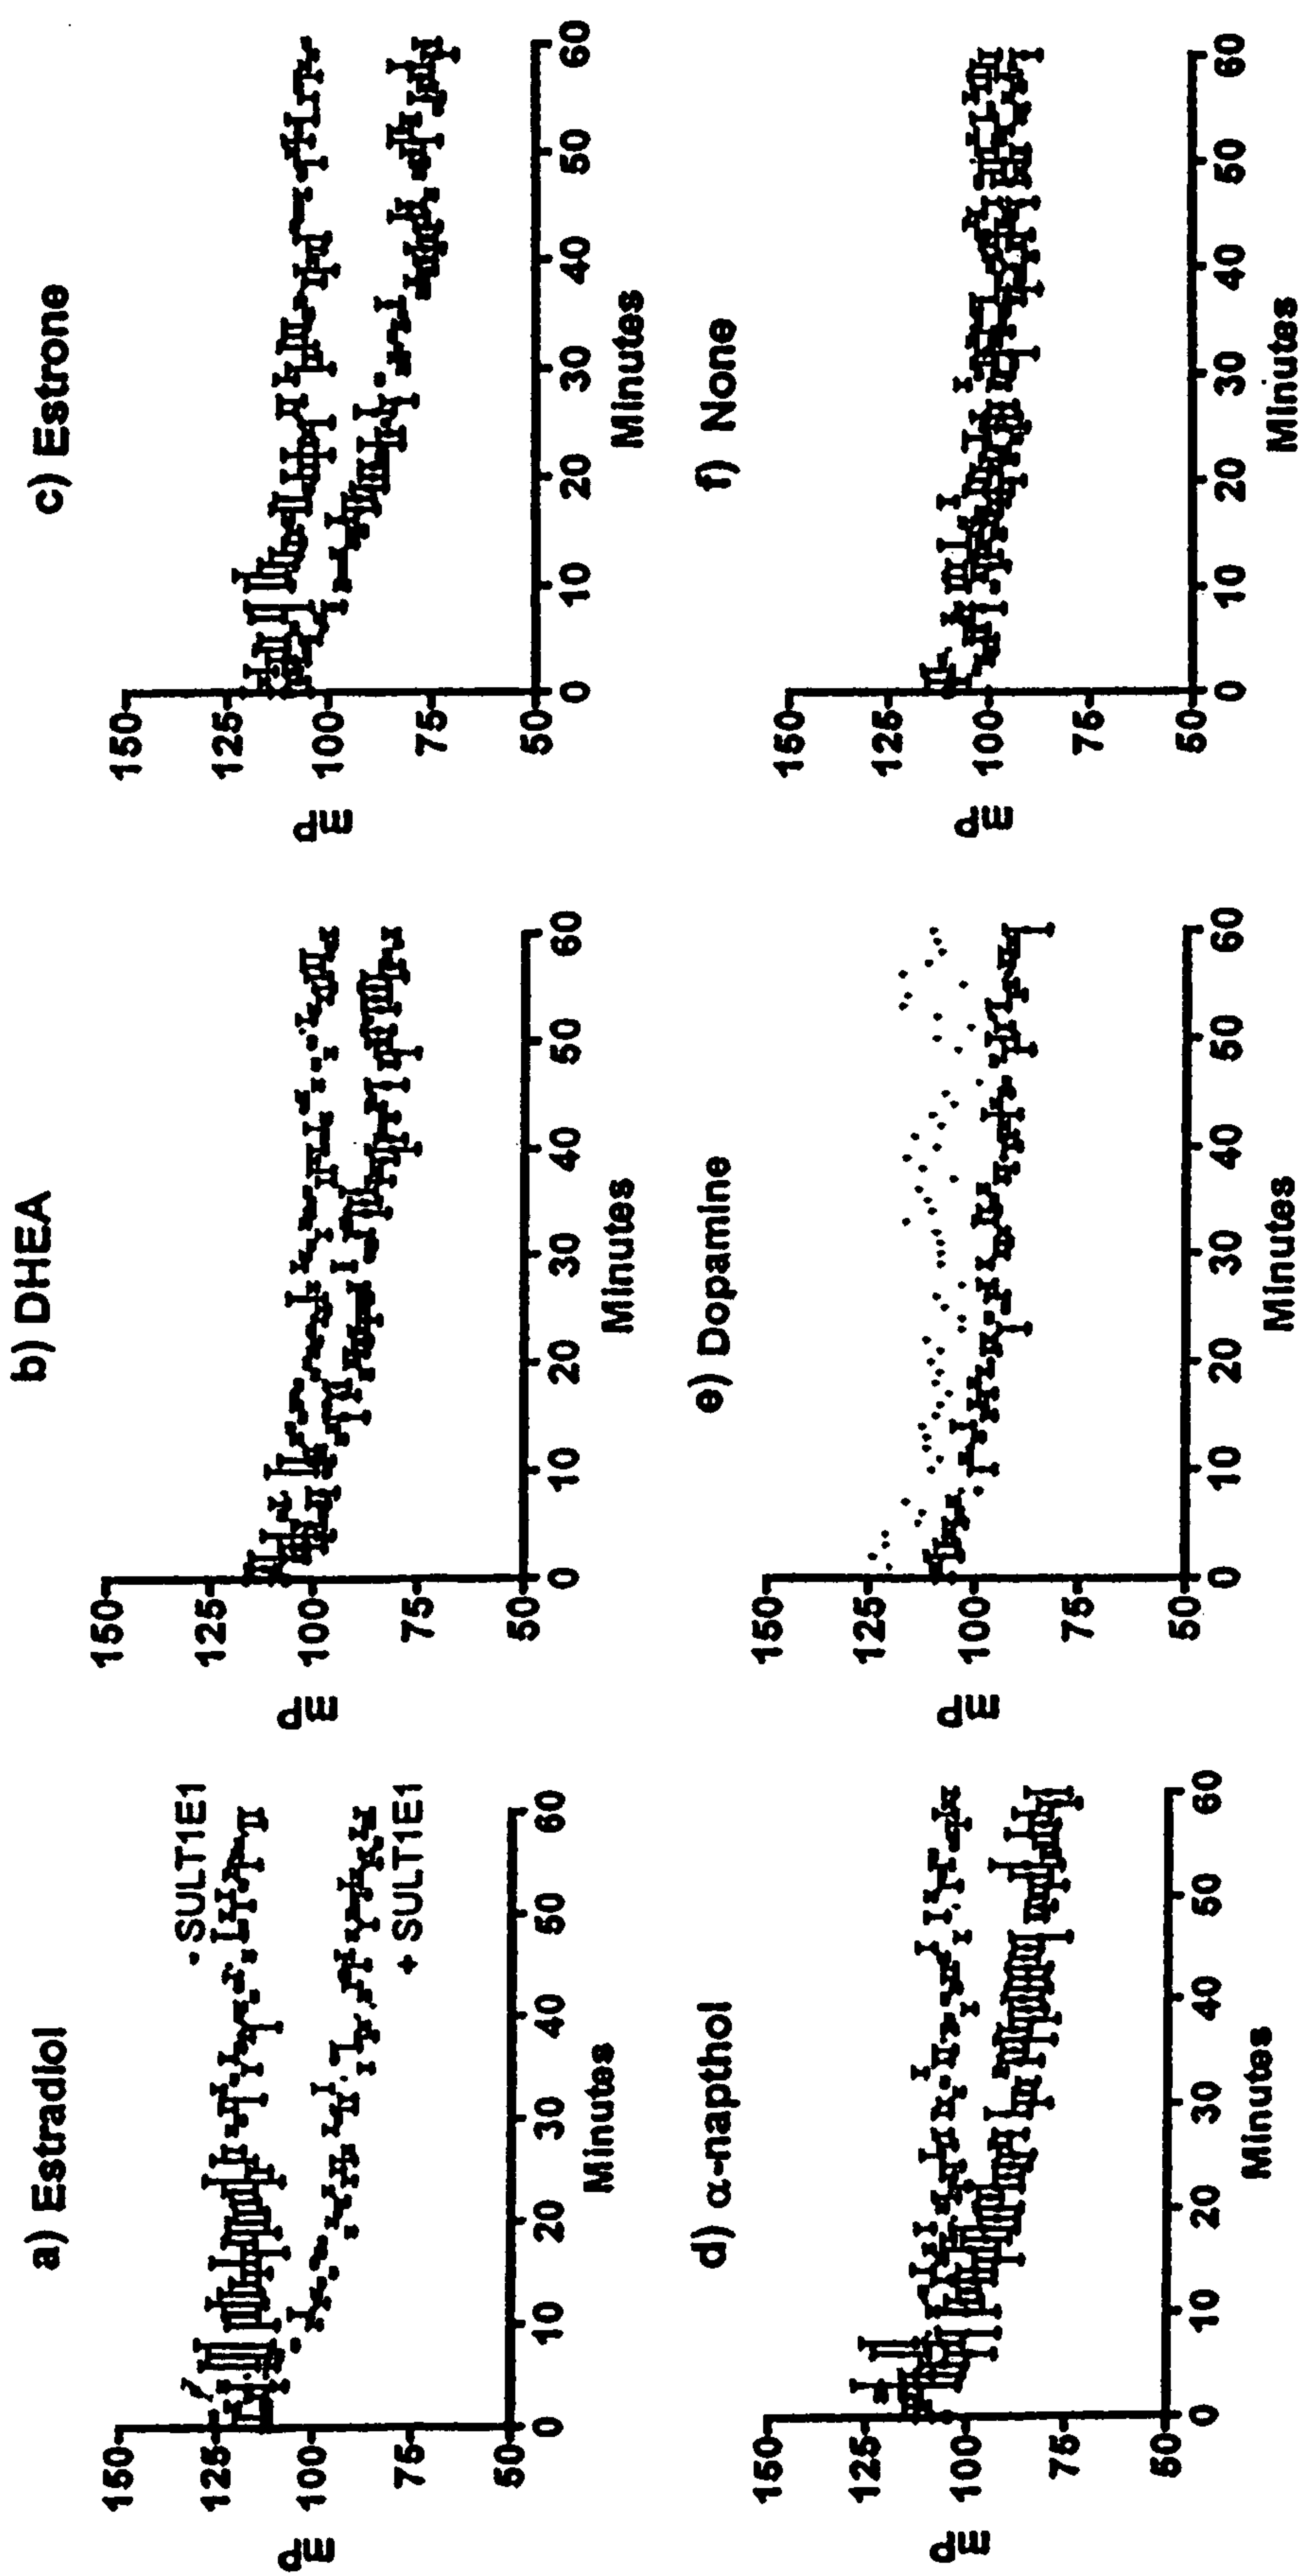 a) Estradiol
mP
150
125
100
75
50
- SULT1E1
+ SULT1E1
0 10 20 30 40 50 60
Minutes
b) DHEA
mP
150
125
100
75
50
0 10 20 30 40 50 60
Minutes
c) Estrone
mP
150
125
100
75
50
0 10 20 30 40 50 60
Minutes
d) α-napthol
mP
150
125
100
75
50
0 10 20 30 40 50 60
Minutes
e) Dopamine
mP
150
125
100
75
50
0 10 20 30 40 50 60
Minutes
f) None
mP
150
125
100
75
50
0 10 20 30 40 50 60
Minutes